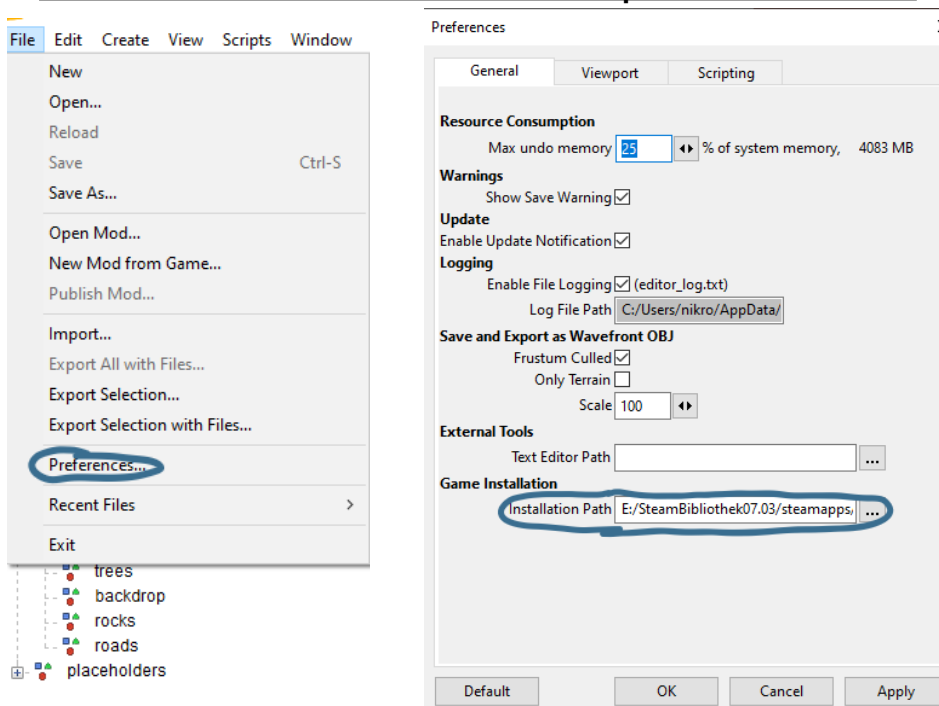 File Edit Create View Scripts Window
New
Open...
Reload
Save Ctrl-S
Save As...
Open Mod...
New Mod from Game...
Publish Mod...
Import...
Export All with Files...
Export Selection...
Export Selection with Files...
Preferences...
Recent Files >
Exit
trees
backdrop
rocks
roads
placeholders
Preferences
General Viewport Scripting
Resource Consumption
Max undo memory 25 % of system memory, 4083 MB
Warnings
Show Save Warning
Update
Enable Update Notification
Logging
Enable File Logging (editor_log.txt)
Log File Path C:/Users/nikro/AppData/
Save and Export as Wavefront OBJ
Frustum Culled
Only Terrain
Scale 100
External Tools
Text Editor Path ...
Game Installation
Installation Path E:/SteamBibliothek07.03/steamapps/ ...
Default OK Cancel Apply